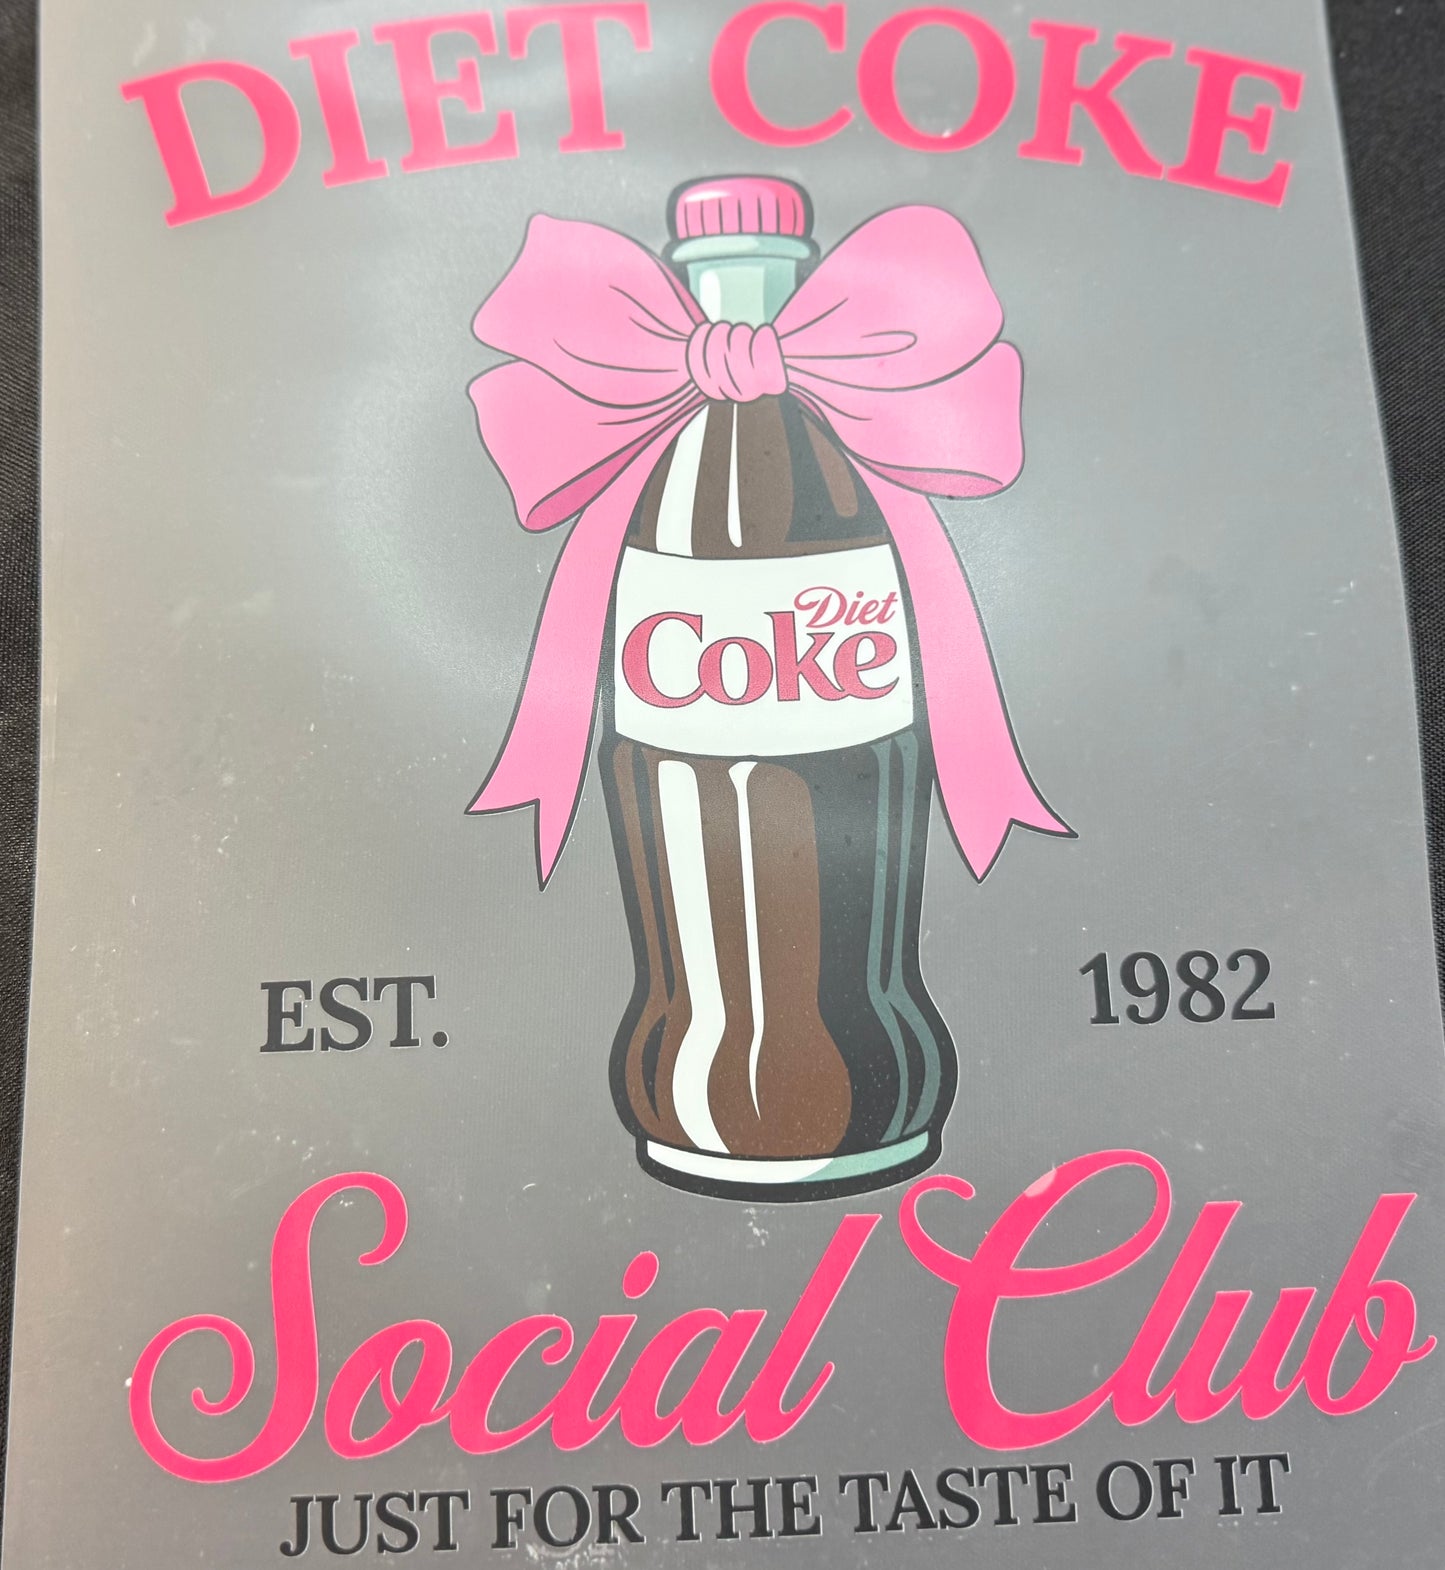 DIET COKE
Diet
Coke
EST. 1982
Social Club
JUST FOR THE TASTE OF IT